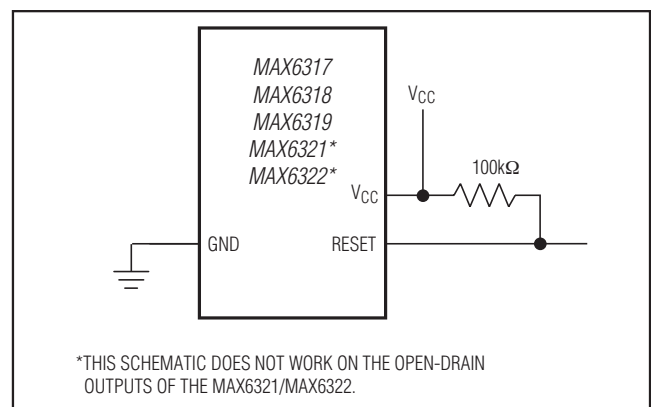 MAX6317
MAX6318
MAX6319
MAX6321*
MAX6322*
VCC
100kΩ
VCC
GND
RESET
*THIS SCHEMATIC DOES NOT WORK ON THE OPEN-DRAIN
OUTPUTS OF THE MAX6321/MAX6322.